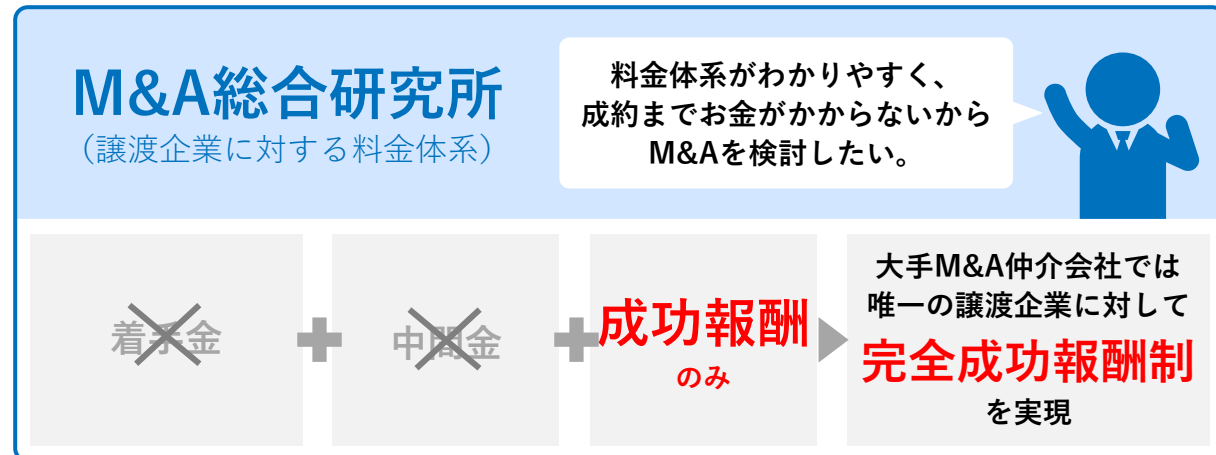 M&A総合研究所
（譲渡企業に対する料金体系）
料金体系がわかりやすく、
成約までお金がかからないから
M&Aを検討したい。
着手金
中間金
成功報酬
のみ
大手M&A仲介会社では
唯一の譲渡企業に対して
完全成功報酬制
を実現